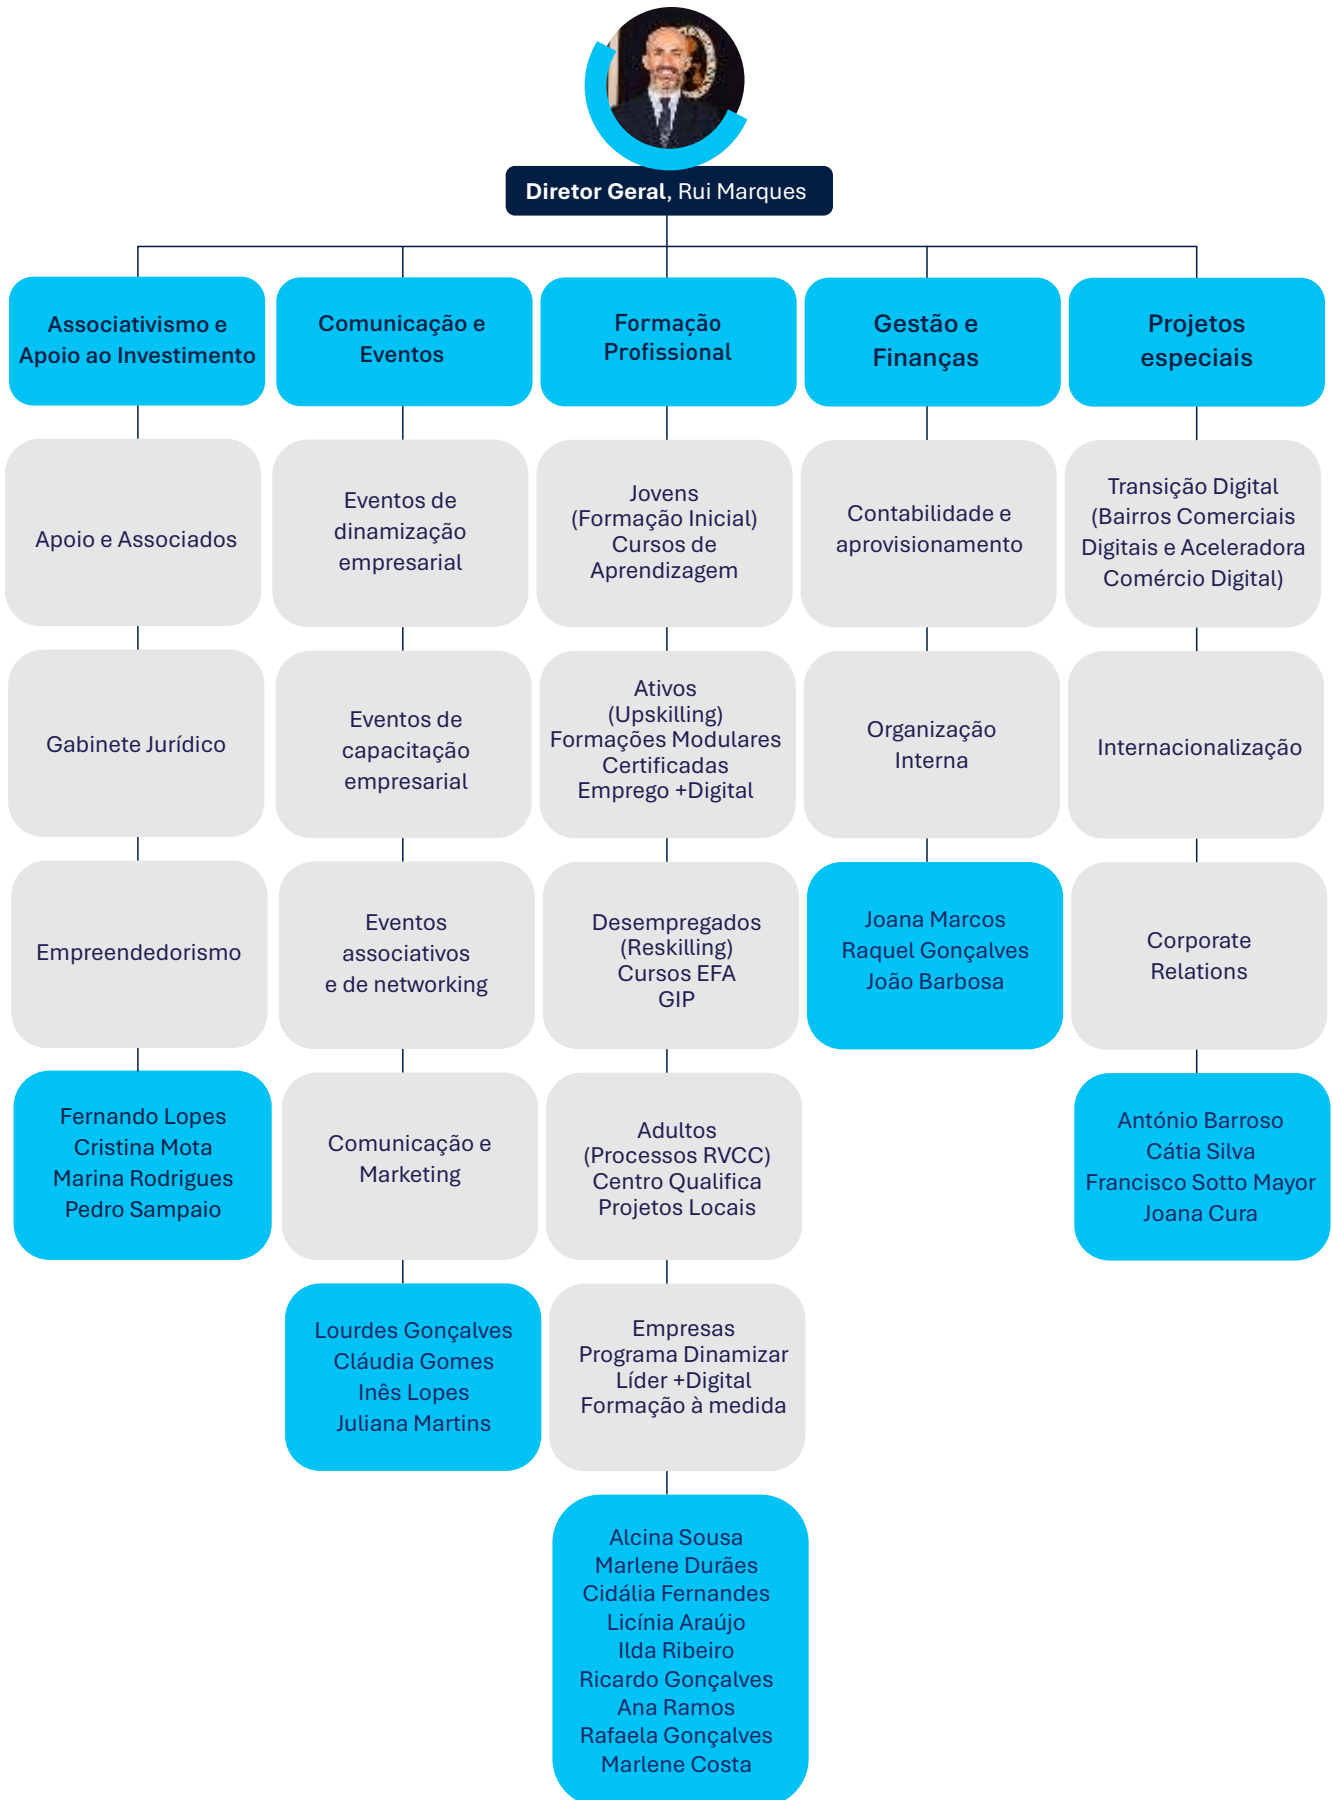 Diretor Geral, Rui Marques
Associativismo e
Apoio ao Investimento
Apoio e Associados
Gabinete Jurídico
Empreendedorismo
Fernando Lopes
Cristina Mota
Marina Rodrigues
Pedro Sampaio
Comunicação e
Eventos
Eventos de
dinamização
empresarial
Eventos de
capacitação
empresarial
Eventos
associativos
e de networking
Comunicação e
Marketing
Lourdes Gonçalves
Cláudia Gomes
Inês Lopes
Juliana Martins
Formação
Profissional
Jovens
(Formação Inicial)
Cursos de
Aprendizagem
Ativos
(Upskilling)
Formações Modulares
Certificadas
Emprego +Digital
Desempregados
(Reskilling)
Cursos EFA
GIP
Adultos
(Processos RVCC)
Centro Qualifica
Projetos Locais
Empresas
Programa Dinamizar
Líder +Digital
Formação à medida
Alcina Sousa
Marlene Durães
Cidália Fernandes
Licínia Araújo
Ilda Ribeiro
Ricardo Gonçalves
Ana Ramos
Rafaela Gonçalves
Marlene Costa
Gestão e
Finanças
Contabilidade e
aprovisionamento
Organização
Interna
Joana Marcos
Raquel Gonçalves
João Barbosa
Projetos
especiais
Transição Digital
(Bairros Comerciais
Digitais e Aceleradora
Comércio Digital)
Internacionalização
Corporate
Relations
António Barroso
Cátia Silva
Francisco Sotto Mayor
Joana Cura